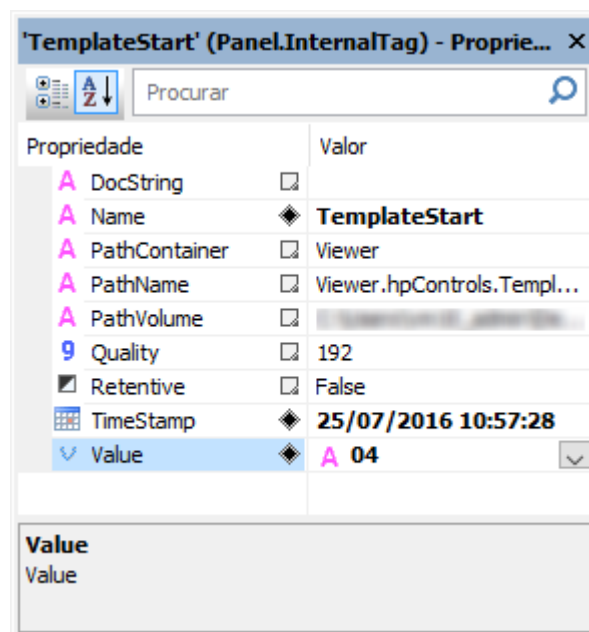 'TemplateStart' (Panel.InternalTag) - Proprie...
Procurar
Propriedade Valor
DocString
Name TemplateStart
PathContainer Viewer
PathName Viewer.hpControls.Templ...
PathVolume
Quality 192
Retentive False
TimeStamp 25/07/2016 10:57:28
Value A 04
Value
Value